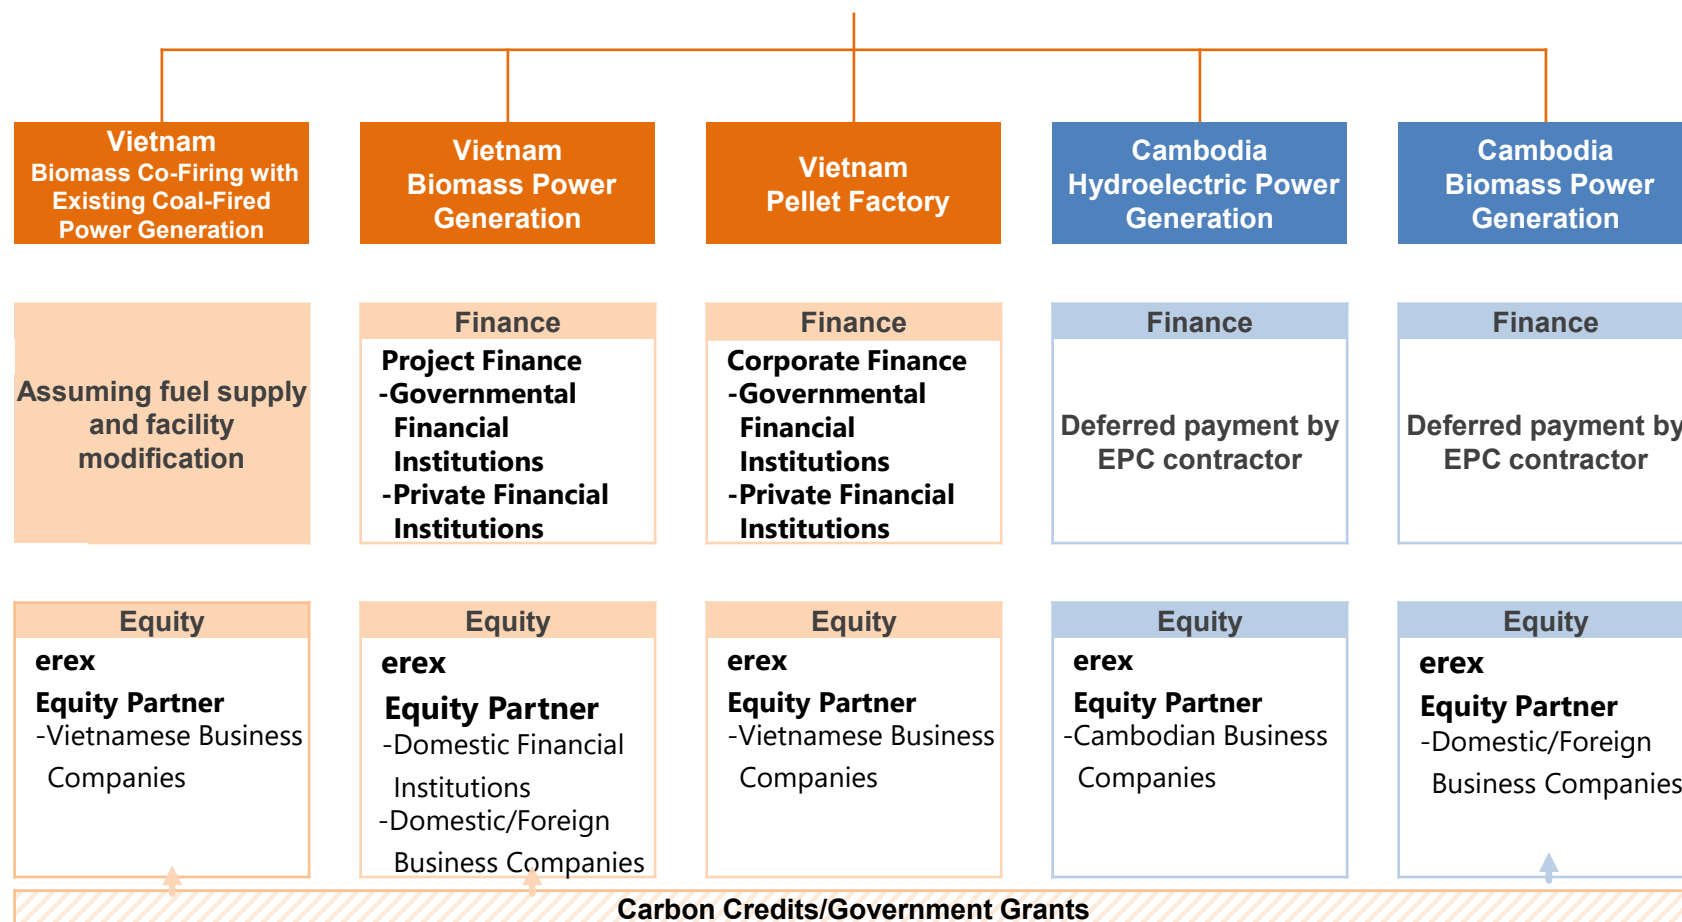 Vietnam
Biomass Co-Firing with
Existing Coal-Fired
Power Generation
Vietnam
Biomass Power
Generation
Vietnam
Pellet Factory
Cambodia
Hydroelectric Power
Generation
Cambodia
Biomass Power
Generation
Assuming fuel supply
and facility
modification
Finance
Project Finance
-Governmental
Financial
Institutions
-Private Financial
Institutions
Finance
Corporate Finance
-Governmental
Financial
Institutions
-Private Financial
Institutions
Finance
Deferred payment by
EPC contractor
Finance
Deferred payment by
EPC contractor
Equity
erex
Equity Partner
-Vietnamese Business
Companies
Equity
erex
Equity Partner
-Domestic Financial
Institutions
-Domestic/Foreign
Business Companies
Equity
erex
Equity Partner
-Vietnamese Business
Companies
Equity
erex
Equity Partner
-Cambodian Business
Companies
Equity
erex
Equity Partner
-Domestic/Foreign
Business Companies
Carbon Credits/Government Grants